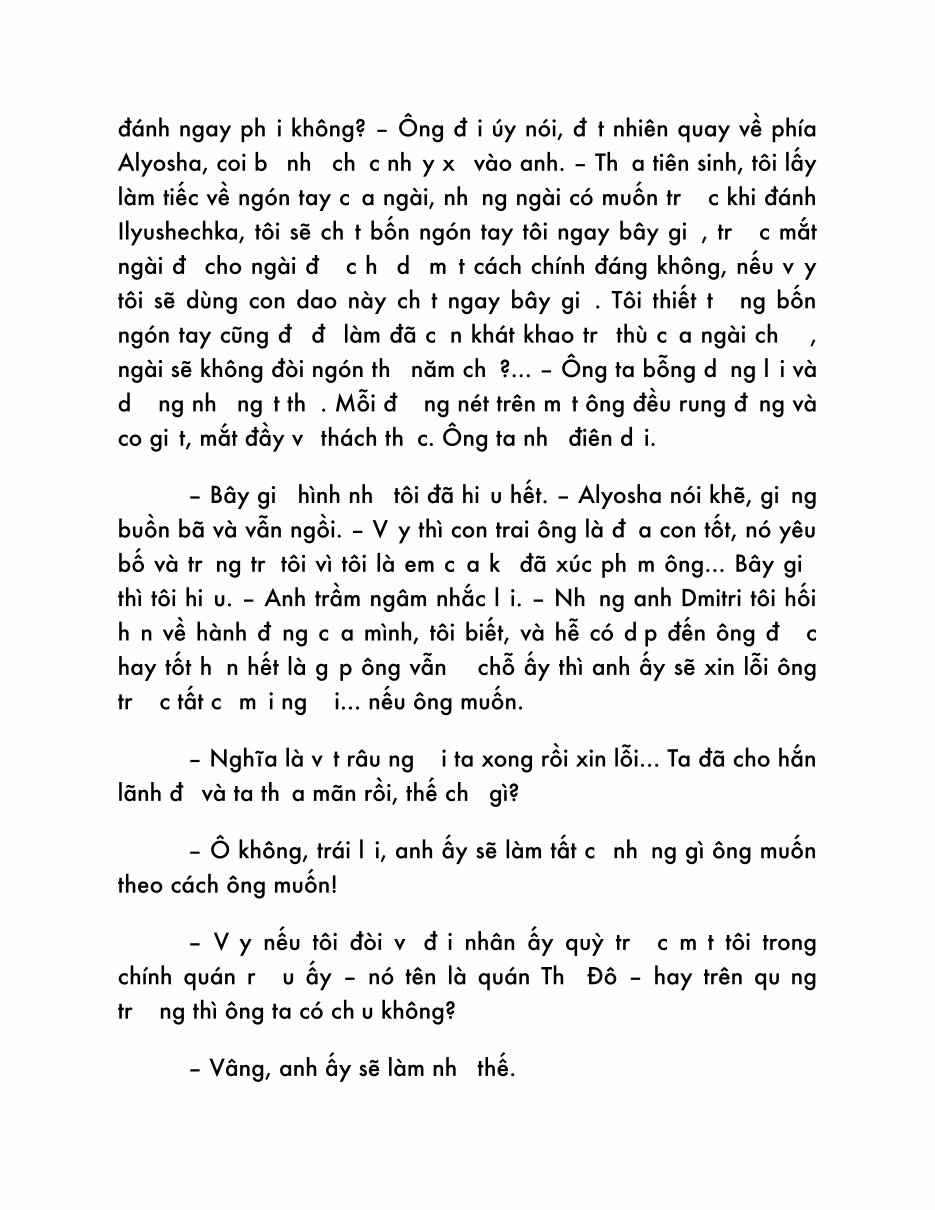 đánh ngay ph i không? – Ông đ i úy nói, đ t nhiên quay về phía
Alyosha, coi b nh ch c nh y x vào anh. – Th a tiên sinh, tôi lấy
làm tiếc về ngón tay c a ngài, nh ng ngài có muốn tr c khi đánh
Ilyushechka, tôi sẽ ch t bốn ngón tay tôi ngay bây gi , tr c mắt
ngài đ cho ngài đ c h d m t cách chính đáng không, nếu v y
tôi sẽ dùng con dao này ch t ngay bây gi . Tôi thiết t ng bốn
ngón tay cũng đ đ làm đã c n khát khao tr thù c a ngài ch ,
ngài sẽ không đòi ngón th năm ch ?... – Ông ta bỗng d ng l i và
d ng nh ng t th . Mỗi đ ng nét trên m t ông đều rung đ ng và
co gi t, mắt đầy v thách th c. Ông ta nh điên d i.
– Bây gi hình nh tôi đã hi u hết. – Alyosha nói khẽ, gi ng
buồn bã và vẫn ngồi. – V y thì con trai ông là đ a con tốt, nó yêu
bố và tr ng tr tôi vì tôi là em c a k đã xúc ph m ông... Bây gi
thì tôi hi u. – Anh trầm ngâm nhắc l i. – Nh ng anh Dmitri tôi hối
h n về hành đ ng c a mình, tôi biết, và hễ có d p đến ông đ c
hay tốt h n hết là g p ông vẫn chỗ ấy thì anh ấy sẽ xin lỗi ông
tr c tất c m i ng i... nếu ông muốn.
– Nghĩa là v t râu ng i ta xong rồi xin lỗi... Ta đã cho hắn
lãnh đ và ta th a mãn rồi, thế ch gì?
– Ô không, trái l i, anh ấy sẽ làm tất c nh ng gì ông muốn
theo cách ông muốn!
– V y nếu tôi đòi v đ i nhân ấy quỳ tr c m t tôi trong
chính quán r u ấy – nó tên là quán Th Đô – hay trên qu ng
tr ng thì ông ta có ch u không?
– Vâng, anh ấy sẽ làm nh thế.